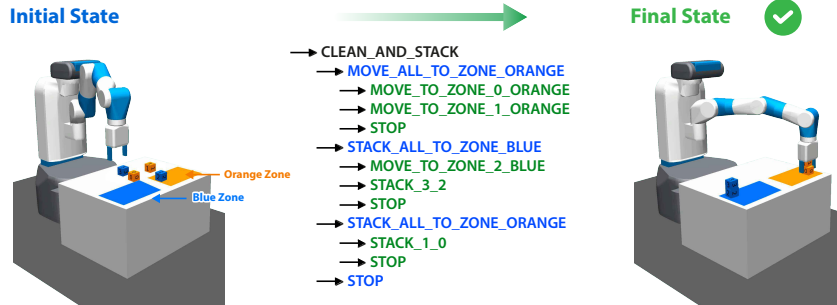 Initial State
Final State
CLEAN_AND_STACK
MOVE_ALL_TO_ZONE_ORANGE
MOVE_TO_ZONE_0_ORANGE
MOVE_TO_ZONE_1_ORANGE
STOP
STACK_ALL_TO_ZONE_BLUE
MOVE_TO_ZONE_2_BLUE
STACK_3_2
STOP
STACK_ALL_TO_ZONE_ORANGE
STACK_1_0
STOP
STOP
Orange Zone
Blue Zone